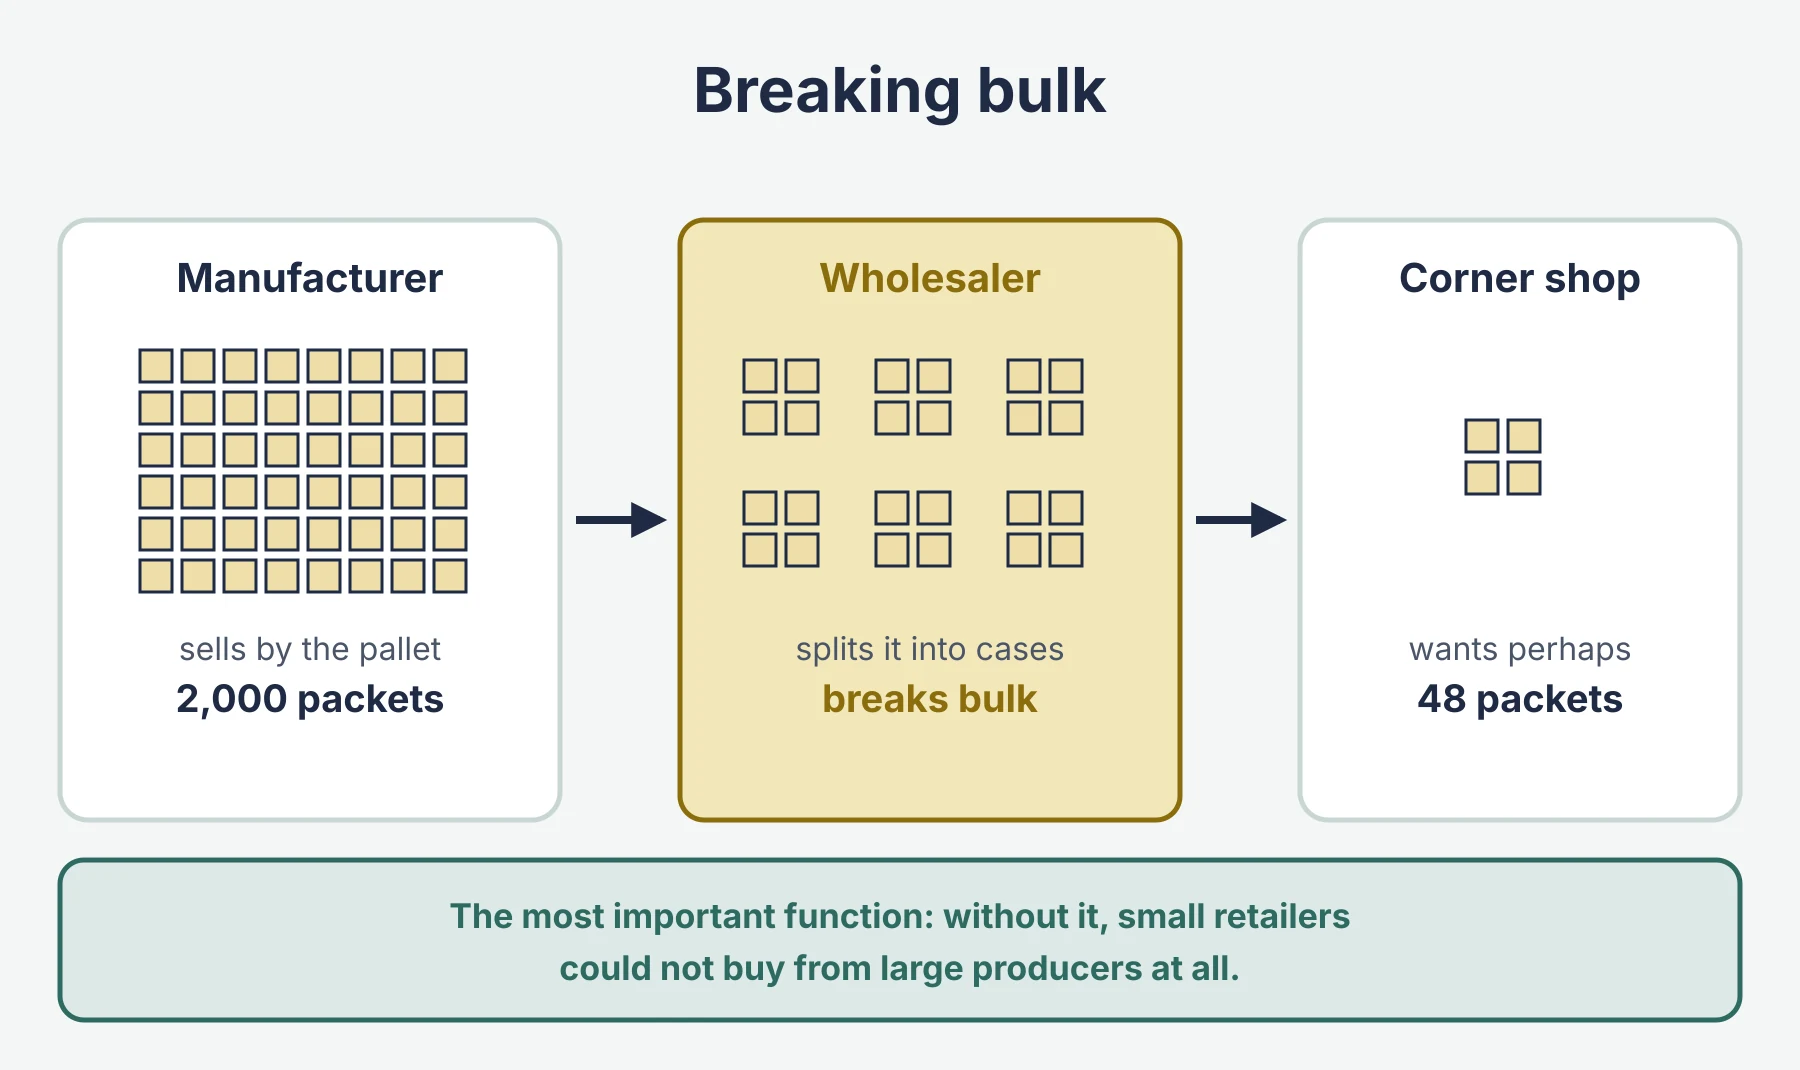 Breaking bulk
Manufacturer
sells by the pallet
2,000 packets
Wholesaler
splits it into cases
breaks bulk
Corner shop
wants perhaps
48 packets
The most important function: without it, small retailers
could not buy from large producers at all.